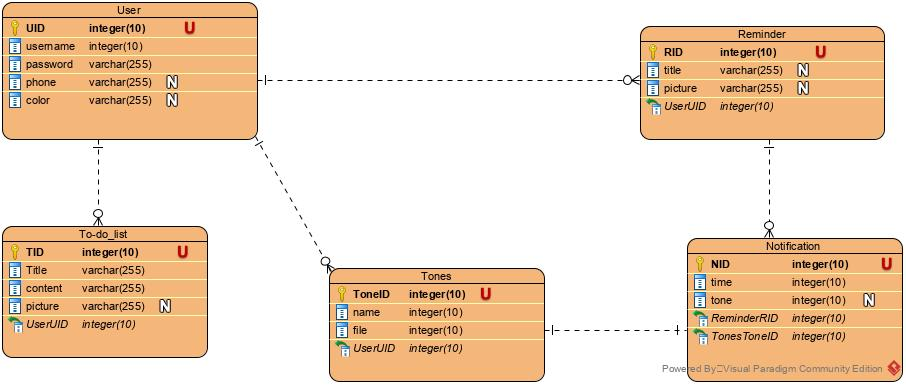 User
UID integer(10) U
username integer(10)
password varchar(255)
phone varchar(255) N
color varchar(255) N
Reminder
RID integer(10) U
title varchar(255) N
picture varchar(255) N
UserUID integer(10)
To-do_list
TID integer(10) U
Title varchar(255)
content varchar(255)
picture varchar(255) N
UserUID integer(10)
Tones
ToneID integer(10) U
name integer(10)
file integer(10)
UserUID integer(10)
Notification
NID integer(10) U
time integer(10)
tone integer(10) N
ReminderRID integer(10)
TonesToneID integer(10)
Powered By Visual Paradigm Community Edition